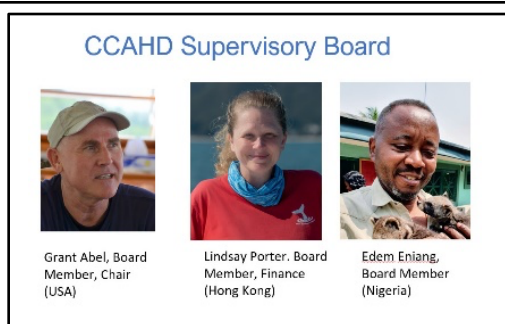 CCAHD Supervisory Board
Grant Abel, Board
Member, Chair
(USA)
Lindsay Porter. Board
Member, Finance
(Hong Kong)
Edem Eniang,
Board Member
(Nigeria)